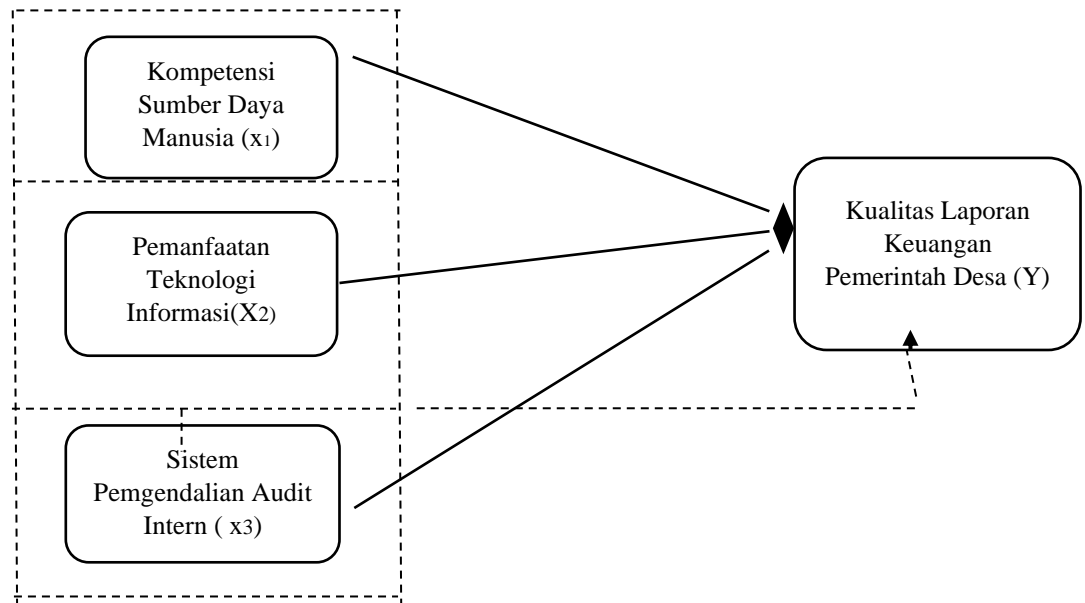 Kompetensi
Sumber Daya
Manusia (x1)
Pemanfaatan
Teknologi
Informasi(X2)
Sistem
Pemgendalian Audit
Intern ( x3)
Kualitas Laporan
Keuangan
Pemerintah Desa (Y)